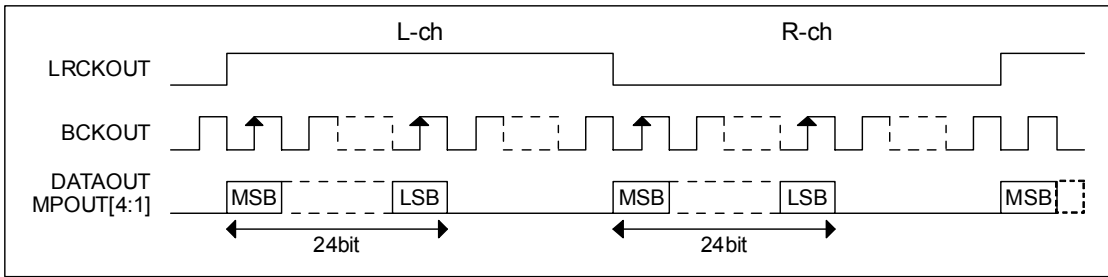 L-ch R-ch
LRCKOUT
BCKOUT
DATAOUT
MPOUT[4:1]
MSB LSB MSB LSB MSB
24bit 24bit